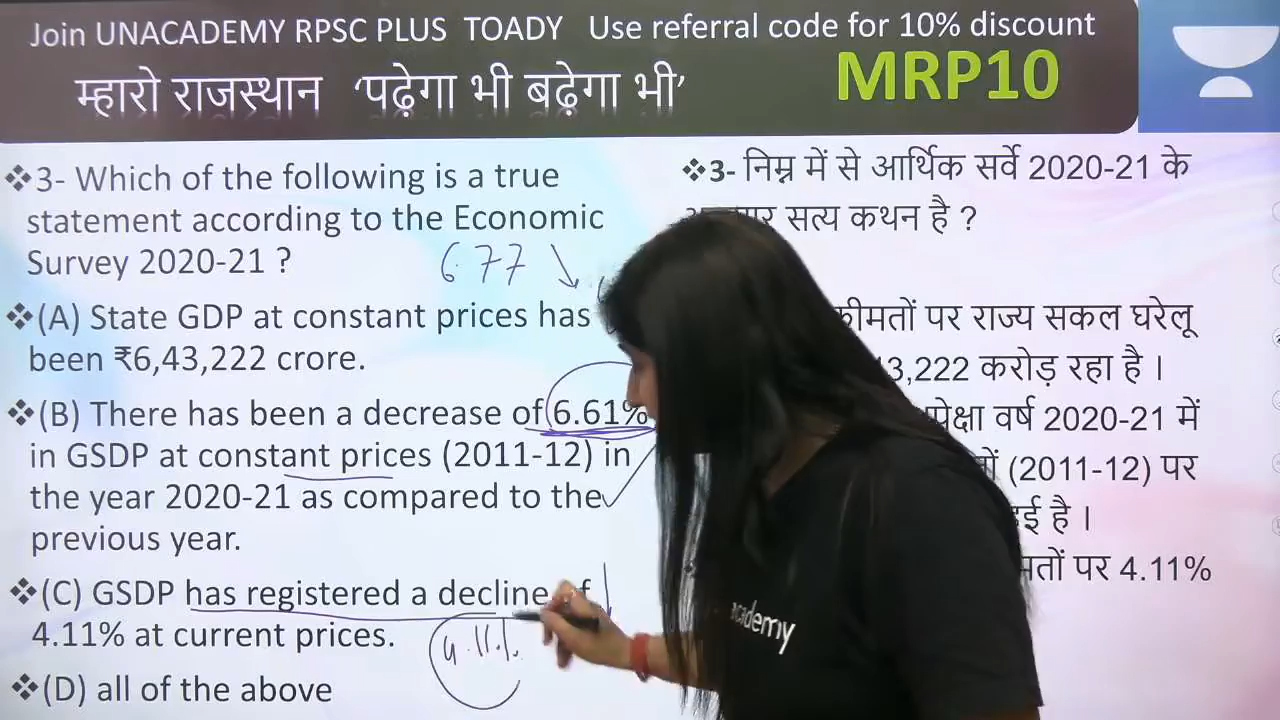 Join UNACADEMY RPSC PLUS TOADY Use referral code for 10% discount
म्हारो राजस्थान ‘पढ़ेगा भी बढ़ेगा भी’
MRP10
❖3- Which of the following is a true
statement according to the Economic
Survey 2020-21 ?
6.77
❖(A) State GDP at constant prices has
been ₹6,43,222 crore.
❖(B) There has been a decrease of 6.61%
in GSDP at constant prices (2011-12) in
the year 2020-21 as compared to the
previous year.
❖(C) GSDP has registered a decline of
4.11% at current prices.
4.11%
❖(D) all of the above
❖3- निम्न में से आर्थिक सर्वे 2020-21 के
सत्य कथन है ?
कीमतों पर राज्य सकल घरेलू
3,222 करोड़ रहा है ।
वर्ष 2020-21 में
(2011-12) पर
है ।
पर 4.11%
academy